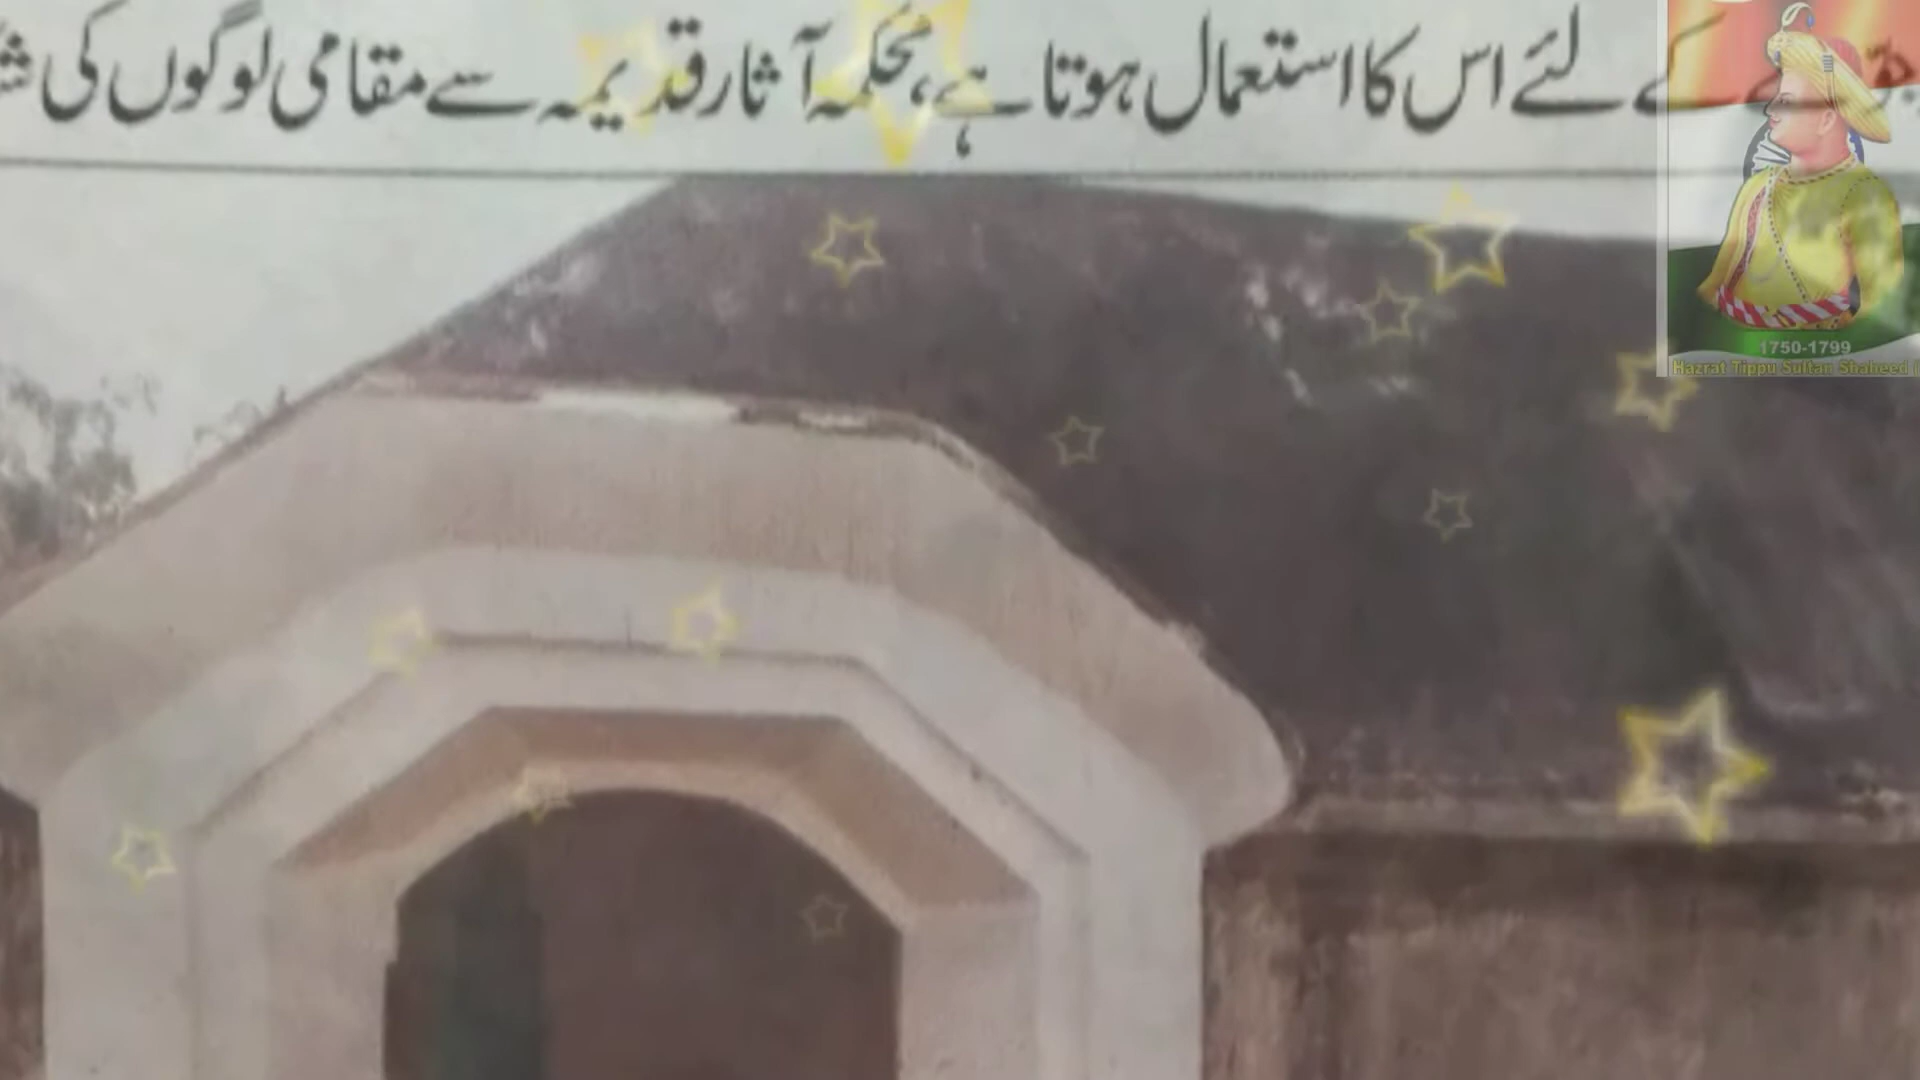 کے لئے اس کا استعمال ہوتا ہے، محکمہ آثار قدیمہ سے مقامی لوگوں کی
1750-1799
Hazrat Tippu Sultan Shaheed